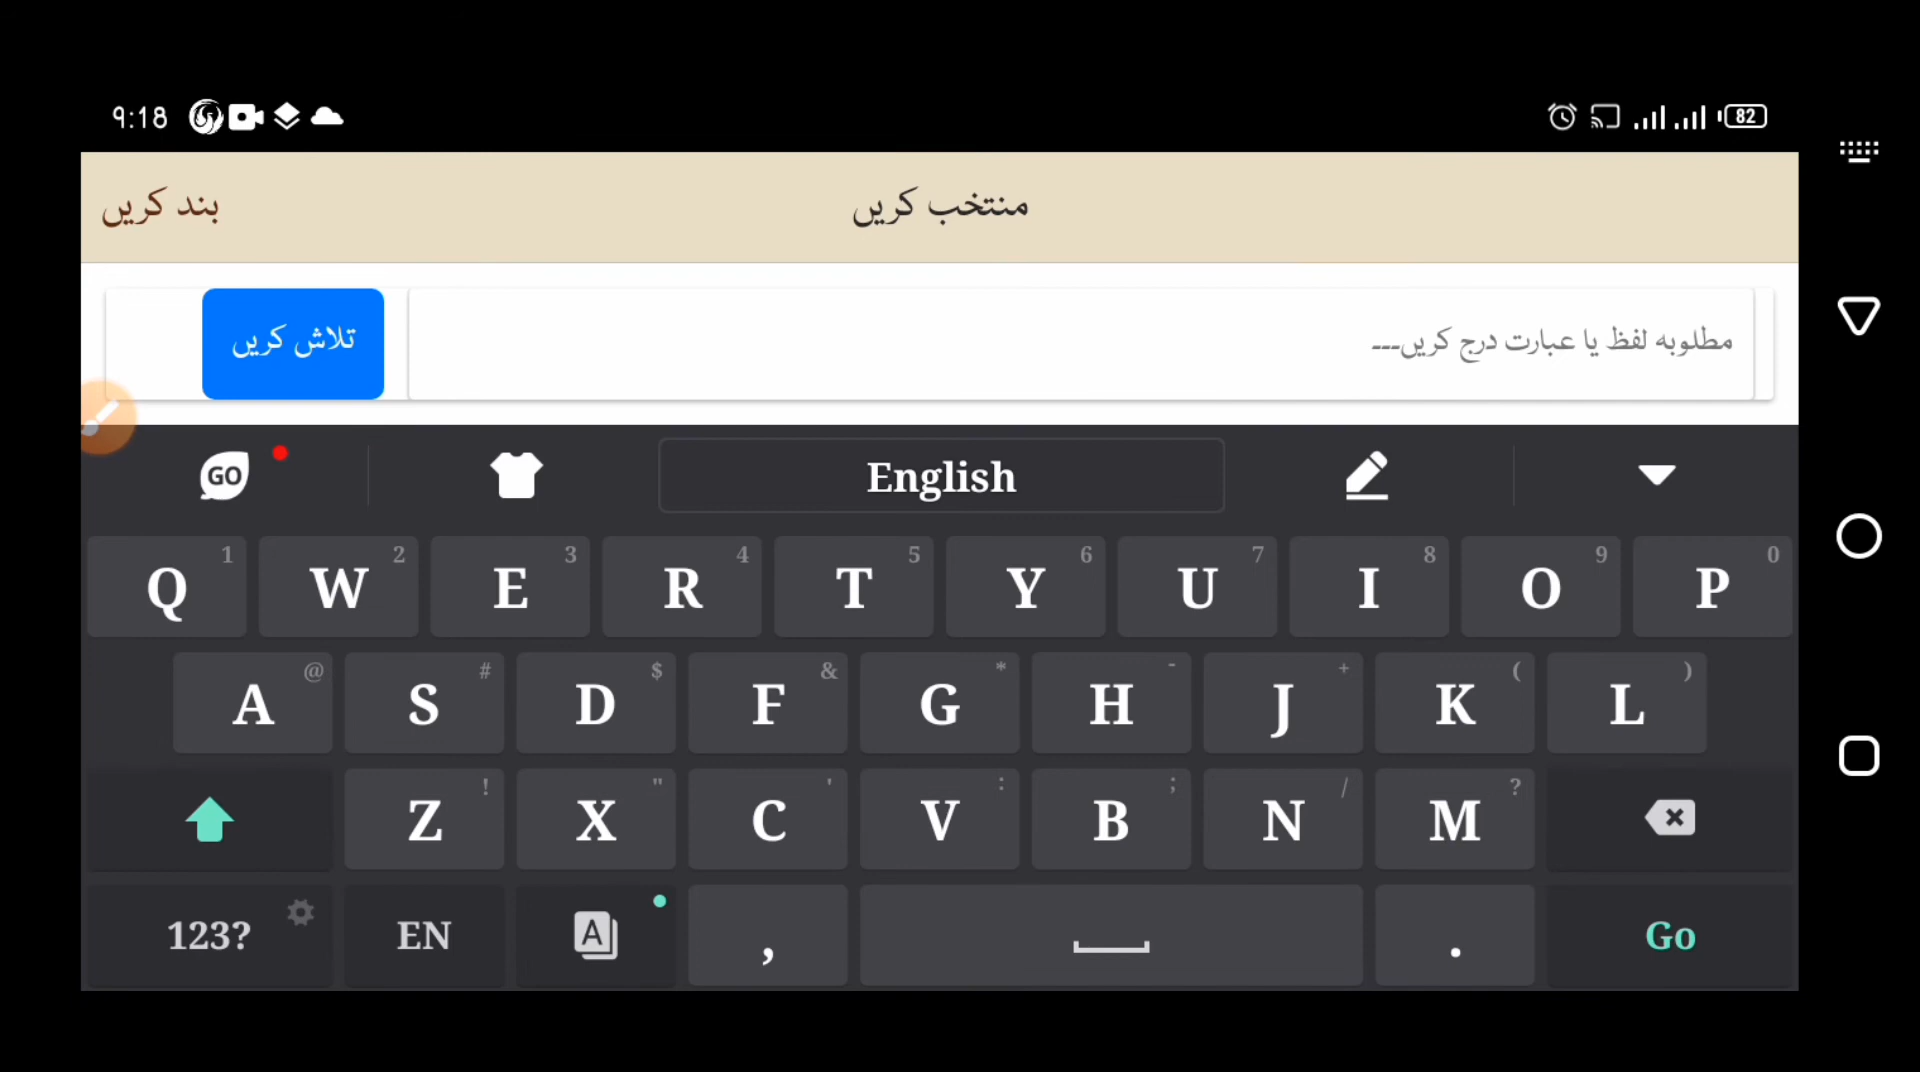 ۹:18 82
منتخب کریں بند کریں
مطلوبہ لفظ یا عبارت درج کریں۔۔۔ تلاش کریں
GO English
Q 1 W 2 E 3 R 4 T 5 Y 6 U 7 I 8 O 9 P 0
A @ S # D $ F & G * H - J + K ( L )
Z ! X " C ' V : B ; N / M ?
123? EN A , . Go